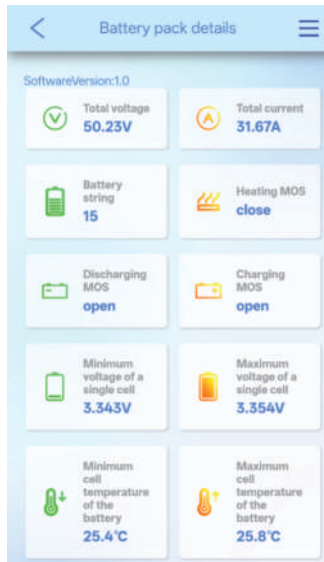 Battery pack details
SoftwareVersion:1.0
Total voltage
50.23V
Total current
31.67A
Battery
string
15
Heating MOS
close
Discharging
MOS
open
Charging
MOS
open
Minimum
voltage of a
single cell
3.343V
Maximum
voltage of a
single cell
3.354V
Minimum
cell
temperature
of the
battery
25.4°C
Maximum
cell
temperature
of the
battery
25.8°C